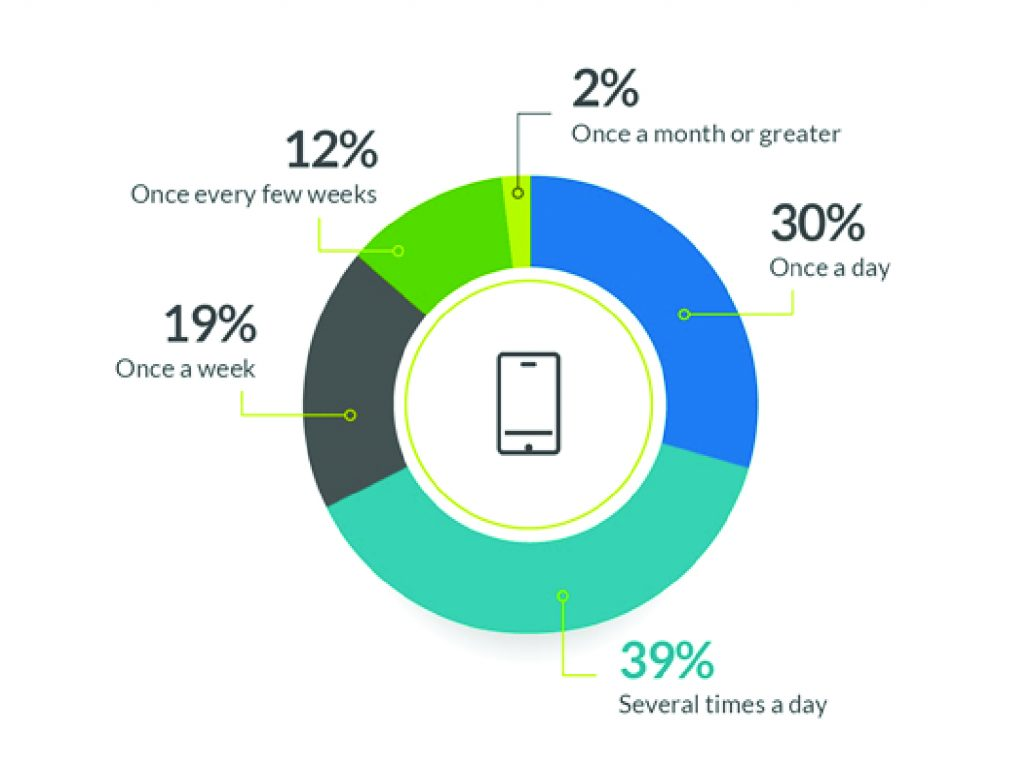 2%
Once a month or greater
12%
Once every few weeks
30%
Once a day
19%
Once a week
39%
Several times a day